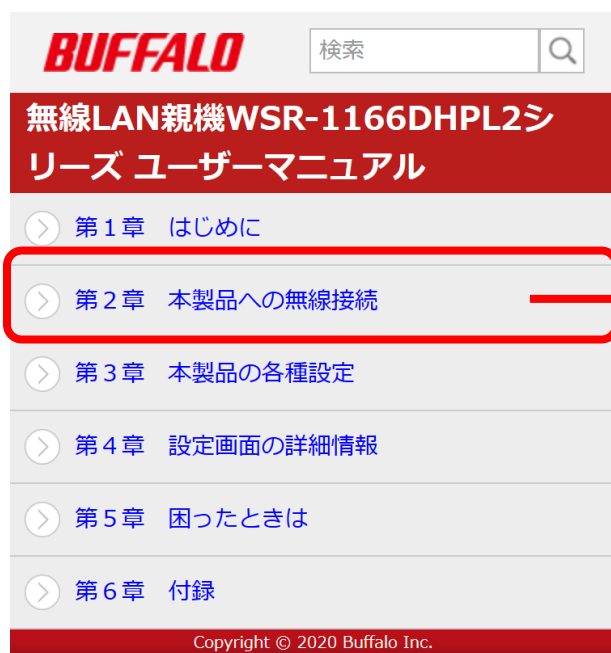 BUFFALO
検索
無線LAN親機WSR-1166DHPL2シ
リーズ ユーザーマニュアル
第１章　はじめに
第２章　本製品への無線接続
第３章　本製品の各種設定
第４章　設定画面の詳細情報
第５章　困ったときは
第６章　付録
Copyright © 2020 Buffalo Inc.